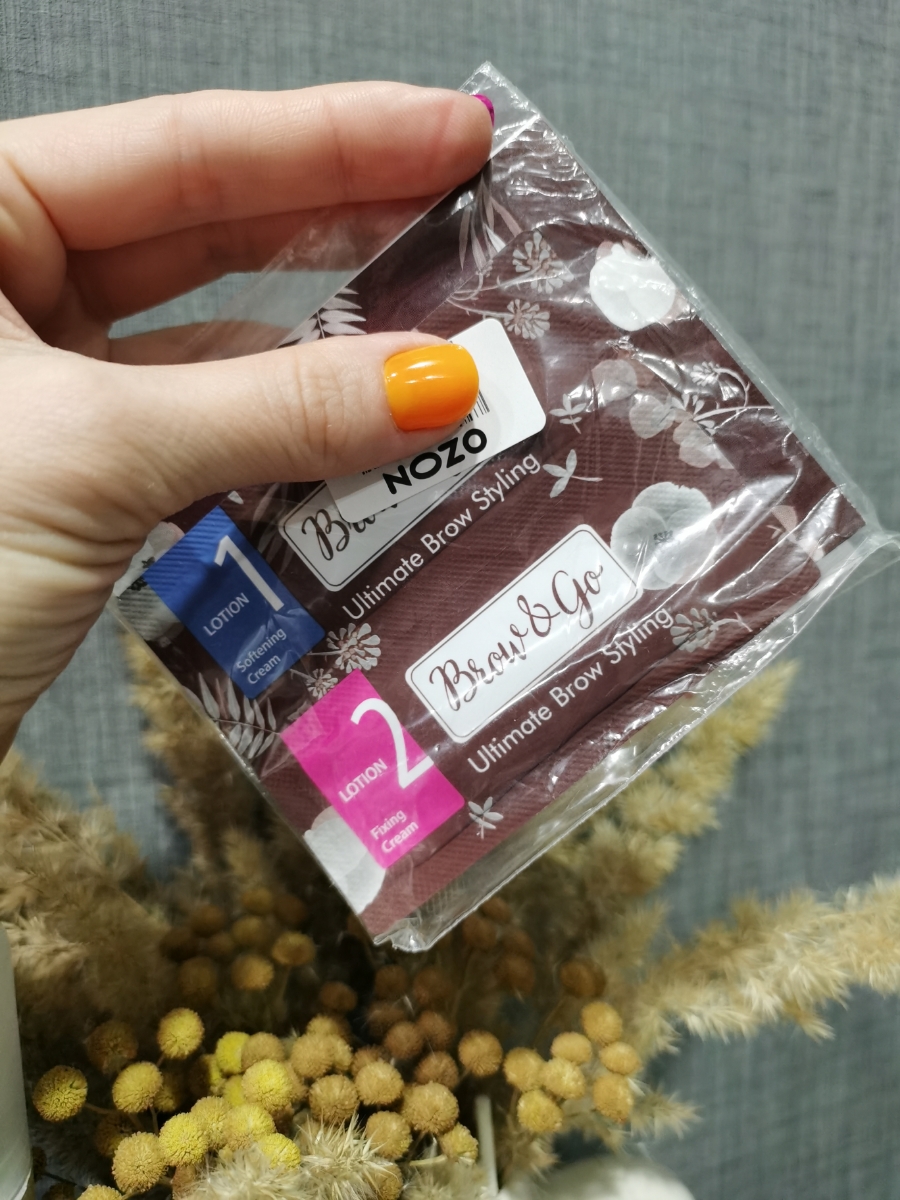 NOZO
Ultimate Brow Styling
LOTION 1
Softening
Cream
Brow & Go
Ultimate Brow Styling
LOTION 2
Fixing
Cream